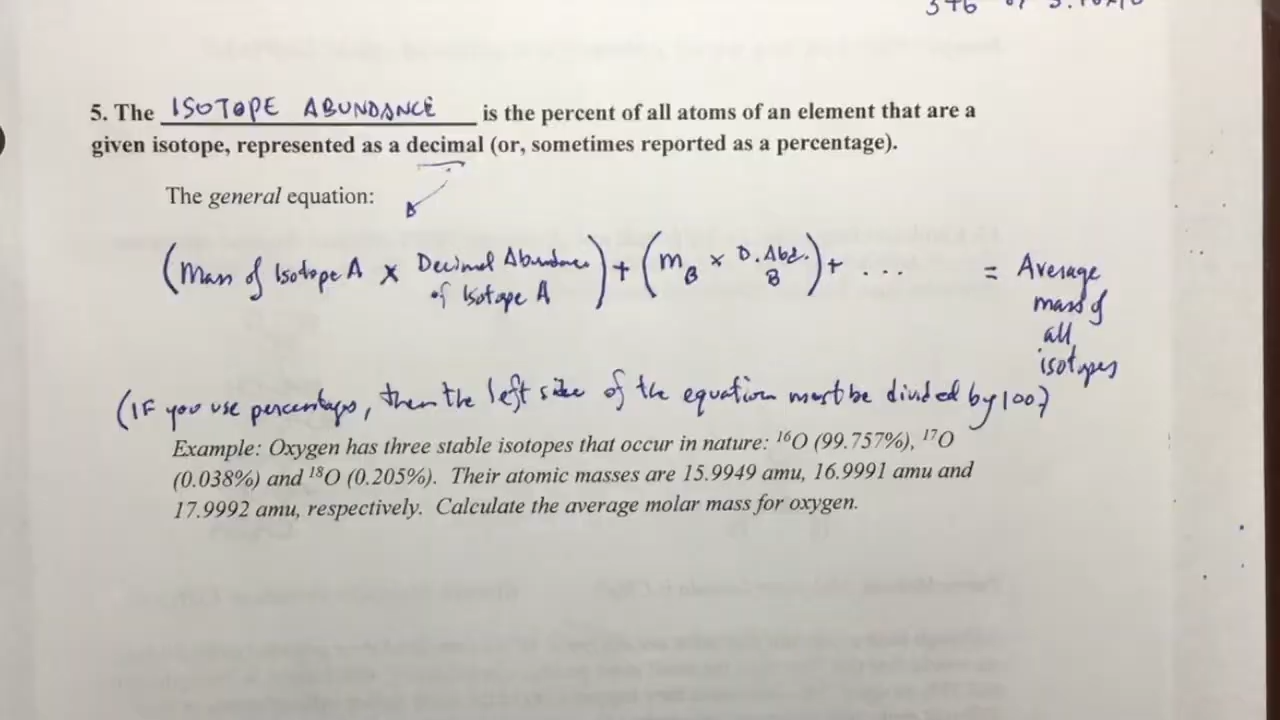 5. The ISOTOPE ABUNDANCE is the percent of all atoms of an element that are a
given isotope, represented as a decimal (or, sometimes reported as a percentage).
The general equation:
(Mass of Isotope A × Decimal Abundance of Isotope A) + (m_B × D. Abd. B) + ... = Average
mass of
all
isotopes
(IF you use percentages, then the left side of the equation must be divided by 100)
Example: Oxygen has three stable isotopes that occur in nature: ¹⁶O (99.757%), ¹⁷O
(0.038%) and ¹⁸O (0.205%). Their atomic masses are 15.9949 amu, 16.9991 amu and
17.9992 amu, respectively. Calculate the average molar mass for oxygen.